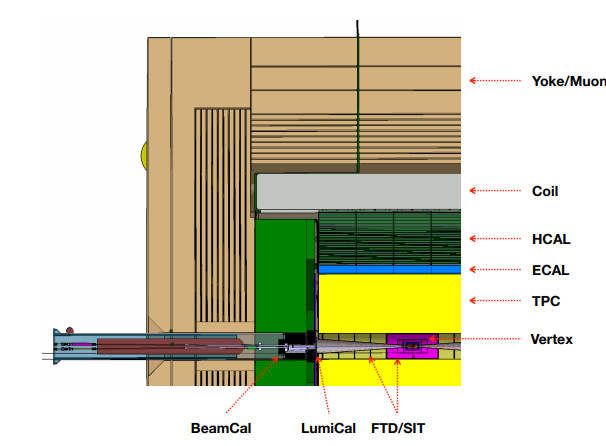 Yoke/Muon
Coil
HCAL
ECAL
TPC
Vertex
BeamCal LumiCal FTD/SIT